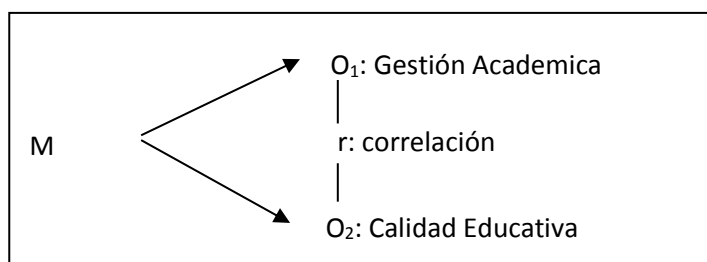 O₁: Gestión Academica
M
r: correlación
O₂: Calidad Educativa